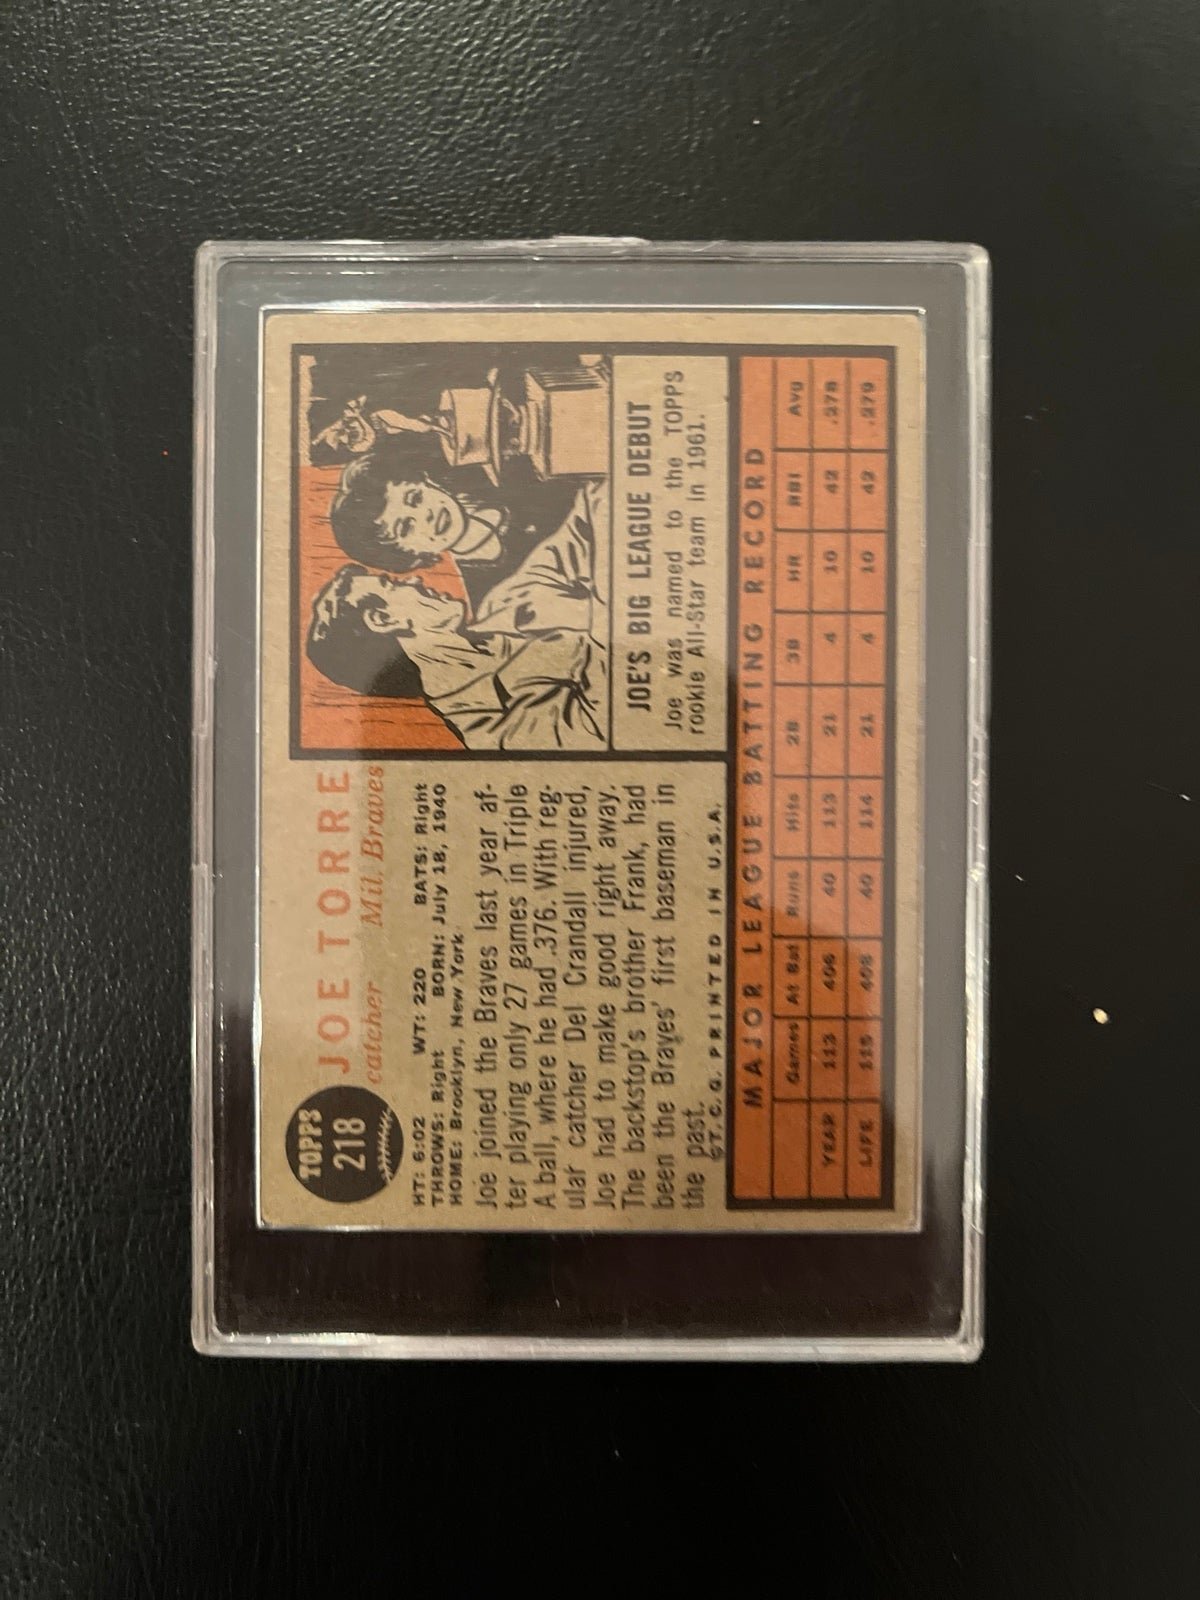 TOPPS
218
JOE TORRE
catcher Mil. Braves
HT: 6:02 WT: 220 BATS: Right
THROWS: Right BORN: July 18, 1940
HOME: Brooklyn, New York
Joe joined the Braves last year af-
ter playing only 27 games in Triple
A ball, where he had .376. With reg-
ular catcher Del Crandall injured,
Joe had to make good right away.
The backstop's brother Frank, had
been the Braves' first baseman in
the past.
©T. C. G. PRINTED IN U.S.A.
JOE'S BIG LEAGUE DEBUT
Joe was named to the TOPPS
rookie All-Star team in 1961.
MAJOR LEAGUE BATTING RECORD
Games At Bat Runs Hits 2B 3B HR RBI Avg
YEAR 113 406 40 113 21 4 10 42 .278
LIFE 115 408 40 114 21 4 10 42 .279